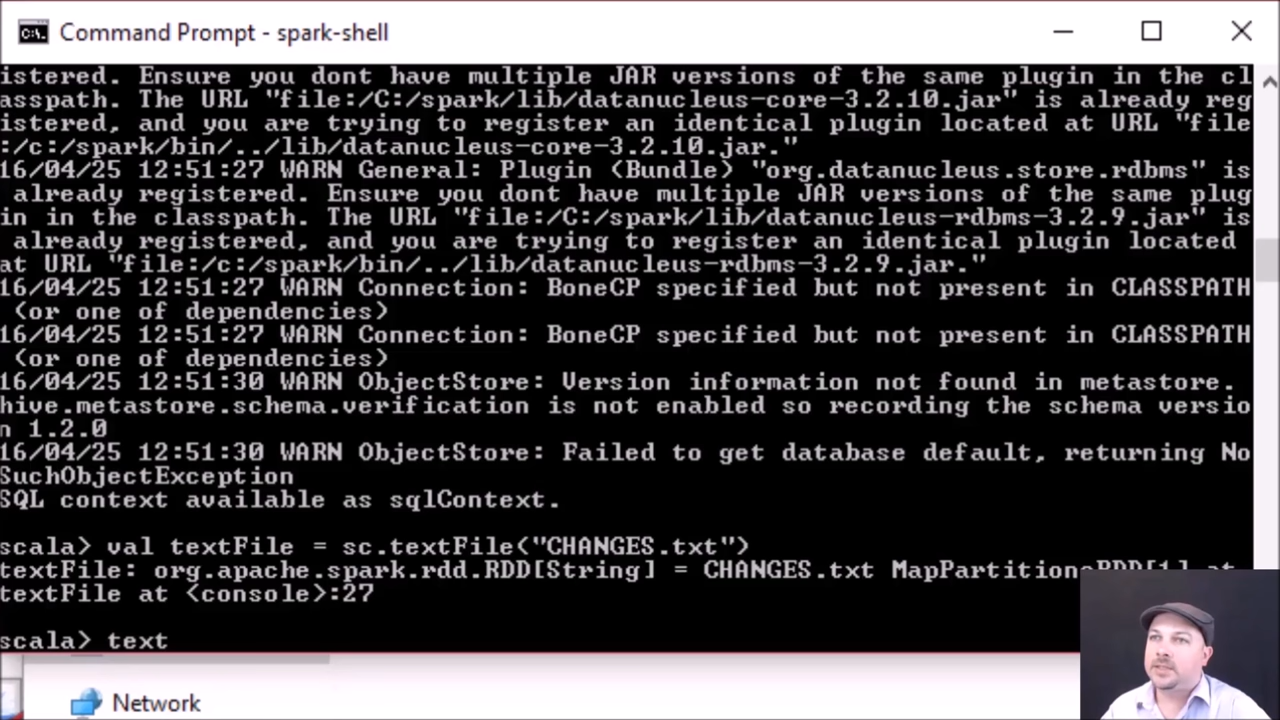 Command Prompt - spark-shell
istered. Ensure you dont have multiple JAR versions of the same plugin in the cl
asspath. The URL "file:/C:/spark/lib/datanucleus-core-3.2.10.jar" is already reg
istered, and you are trying to register an identical plugin located at URL "file
:/c:/spark/bin/../lib/datanucleus-core-3.2.10.jar."
16/04/25 12:51:27 WARN General: Plugin (Bundle) "org.datanucleus.store.rdbms" is
already registered. Ensure you dont have multiple JAR versions of the same plug
in in the classpath. The URL "file:/C:/spark/lib/datanucleus-rdbms-3.2.9.jar" is
already registered, and you are trying to register an identical plugin located
at URL "file:/c:/spark/bin/../lib/datanucleus-rdbms-3.2.9.jar."
16/04/25 12:51:27 WARN Connection: BoneCP specified but not present in CLASSPATH
(or one of dependencies)
16/04/25 12:51:27 WARN Connection: BoneCP specified but not present in CLASSPATH
(or one of dependencies)
16/04/25 12:51:30 WARN ObjectStore: Version information not found in metastore.
hive.metastore.schema.verification is not enabled so recording the schema versio
n 1.2.0
16/04/25 12:51:30 WARN ObjectStore: Failed to get database default, returning No
SuchObjectException
SQL context available as sqlContext.
scala> val textFile = sc.textFile("CHANGES.txt")
textFile: org.apache.spark.rdd.RDD[String] = CHANGES.txt MapPartitionsRDD[1] at
textFile at <console>:27
scala> text
Network